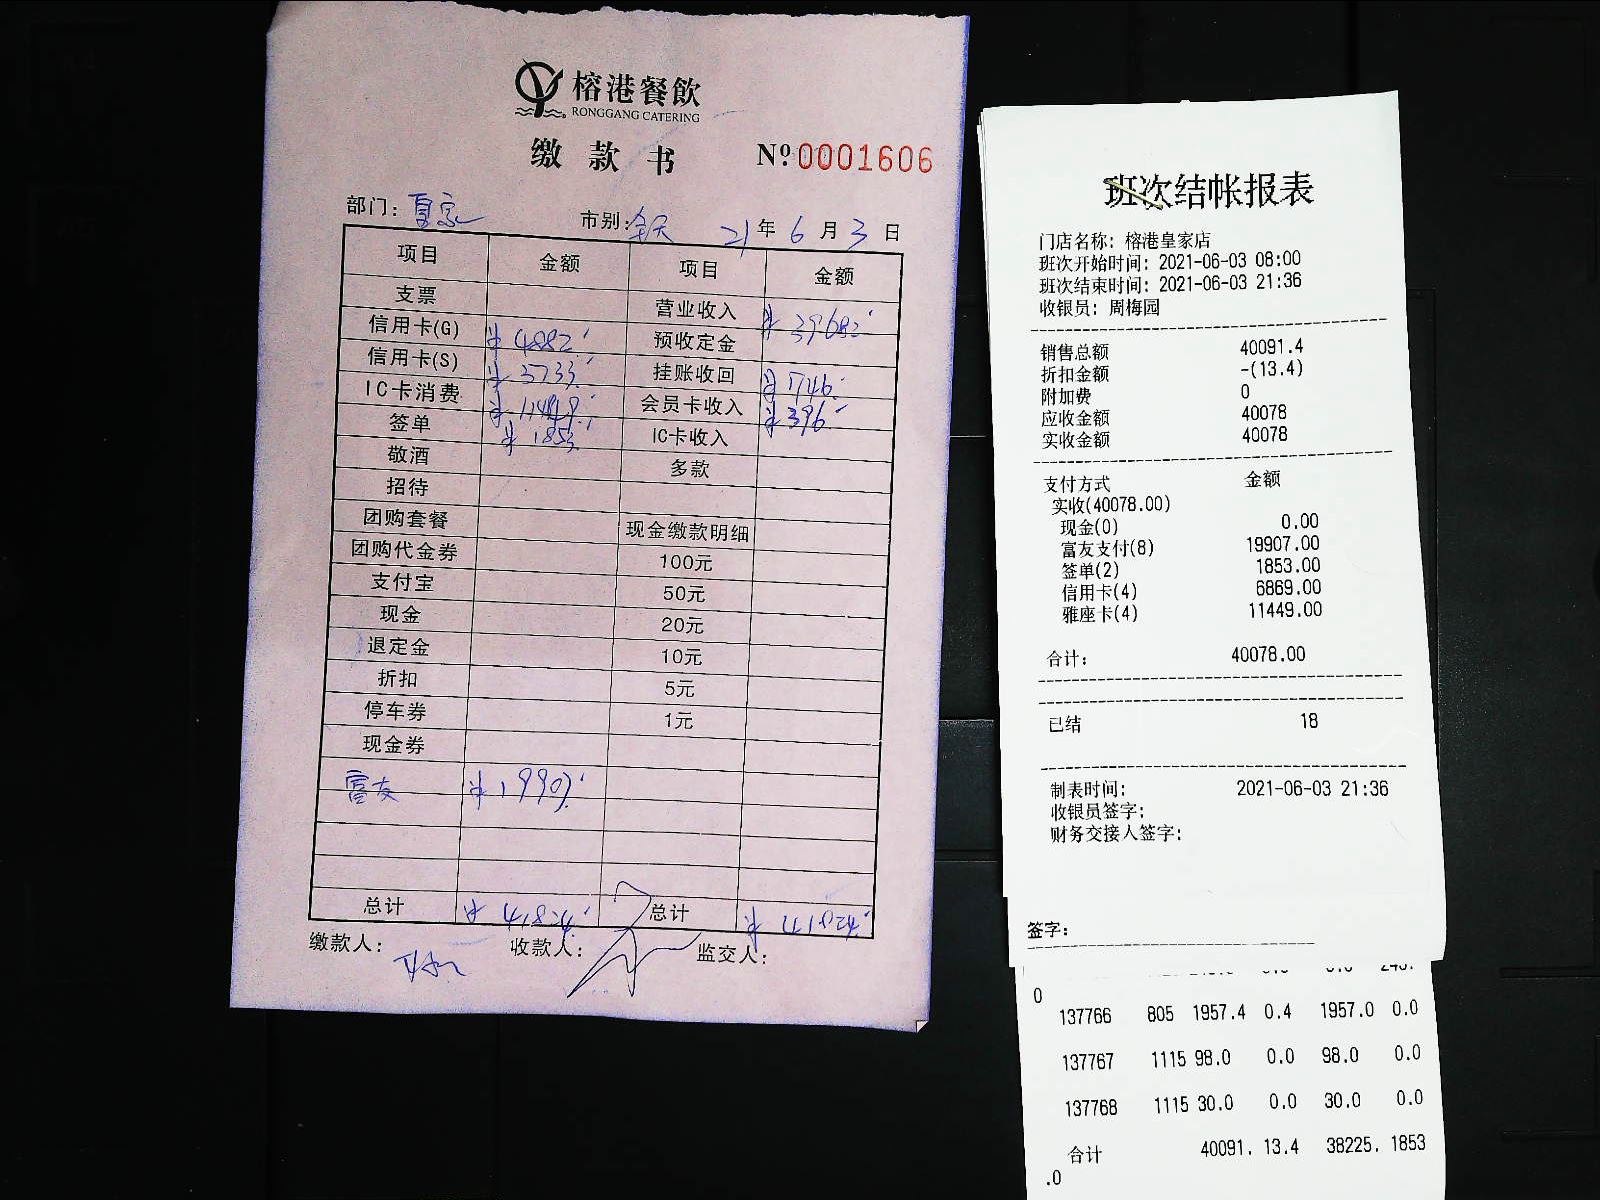 榕港餐飲
RONGGANG CATERING
缴款书 Nº 0001606
部门: 皇家 市别: 全天 21年6月3日
项目 金额 项目 金额
支票 营业收入 ¥39682
信用卡(G) ¥4882 预收定金
信用卡(S) ¥3733 挂账收回 ¥1746
IC卡消费 ¥11449 会员卡收入 ¥396
签单 ¥1853 IC卡收入
敬酒 多款
招待
团购套餐 现金缴款明细
团购代金券 100元
支付宝 50元
现金 20元
退定金 10元
折扣 5元
停车券 1元
现金券
富友 ¥19907
总计 ¥41824 总计 ¥41824
缴款人: 收款人: 监交人:
班次结帐报表
门店名称: 榕港皇家店
班次开始时间: 2021-06-03 08:00
班次结束时间: 2021-06-03 21:36
收银员: 周梅园
销售总额 40091.4
折扣金额 -(13.4)
附加费 0
应收金额 40078
实收金额 40078
支付方式 金额
实收(40078.00)
现金(0) 0.00
富友支付(8) 19907.00
签单(2) 1853.00
信用卡(4) 6869.00
雅座卡(4) 11449.00
合计: 40078.00
已结 18
制表时间: 2021-06-03 21:36
收银员签字:
财务交接人签字:
签字:
0
137766 805 1957.4 0.4 1957.0 0.0
137767 1115 98.0 0.0 98.0 0.0
137768 1115 30.0 0.0 30.0 0.0
合计 40091. 13.4 38225. 1853
.0